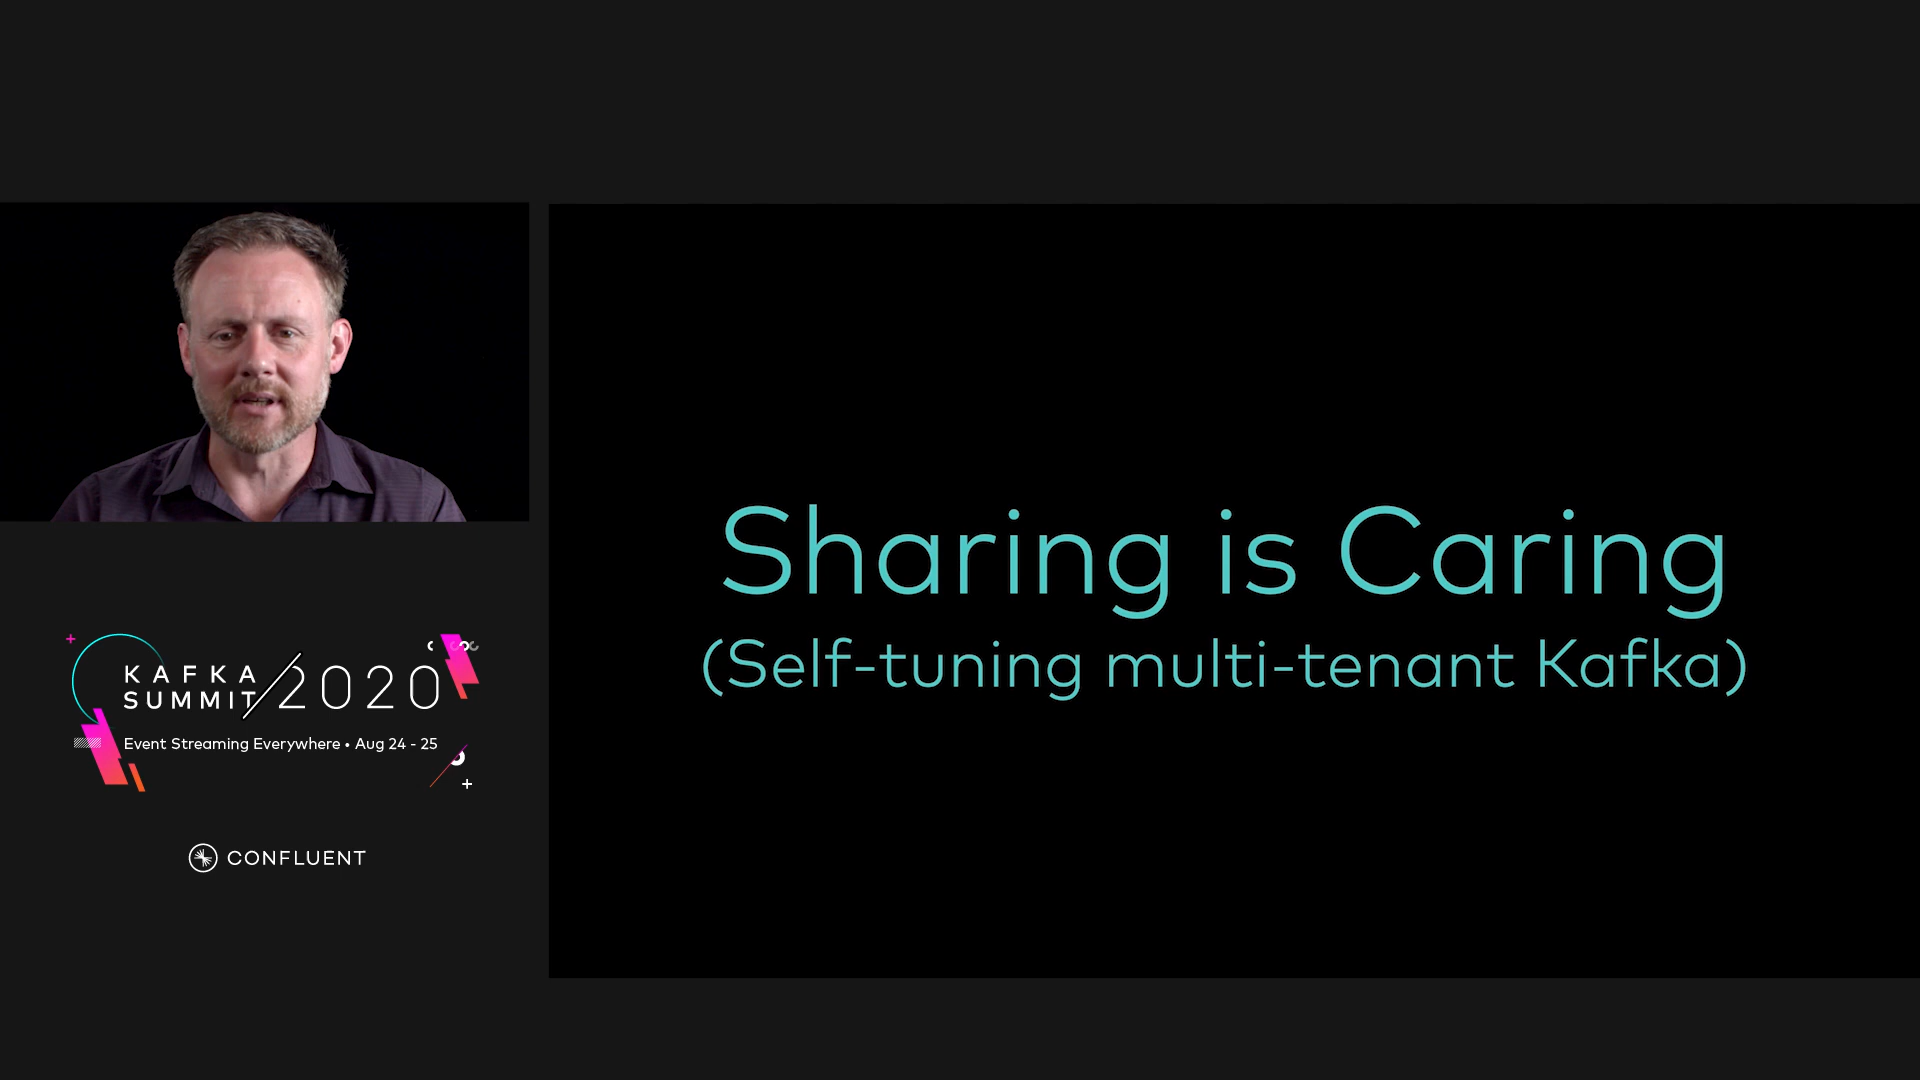 Sharing is Caring
(Self-tuning multi-tenant Kafka)
KAFKA
SUMMIT
2020
Event Streaming Everywhere • Aug 24 - 25
CONFLUENT